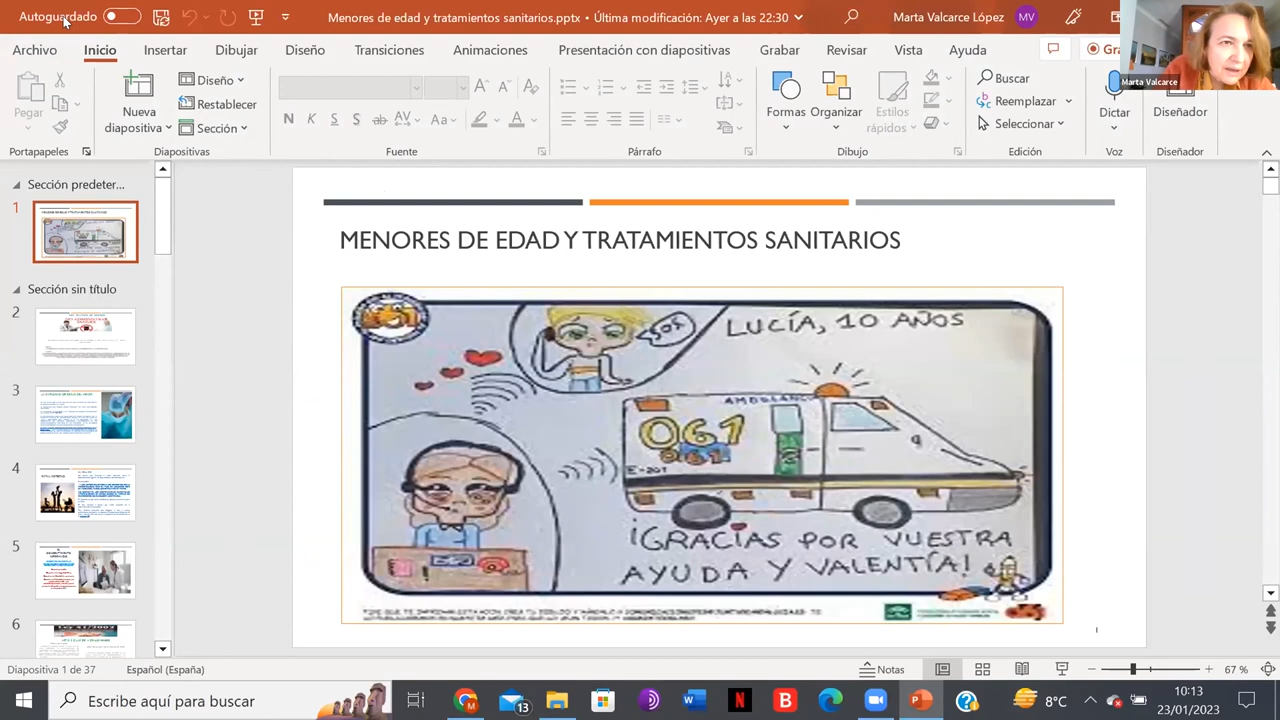 Autoguardado
Menores de edad y tratamientos sanitarios.pptx • Última modificación: Ayer a las 22:30
Marta Valcarce López
MV
Archivo Inicio Insertar Dibujar Diseño Transiciones Animaciones Presentación con diapositivas Grabar Revisar Vista Ayuda
Marta Valcarce
Pegar
Nueva diapositiva
Diseño
Restablecer
Sección
Formas
Organizar
Estilos rápidos
Buscar
Reemplazar
Seleccionar
Dictar
Diseñador
Portapapeles Diapositivas Fuente Párrafo Dibujo Edición Voz Diseñador
Sección predeter...
1
Sección sin título
2
3
4
5
6
MENORES DE EDAD Y TRATAMIENTOS SANITARIOS
LUCÍA, 10 AÑOS
AMBULANCIA
061
061
E-201
¡GRACIAS POR VUESTRA
AYUDA Y VALENTIA!
1
Diapositiva 1 de 37
Español (España)
Notas
67 %
Escribe aquí para buscar
13
8°C
10:13
23/01/2023